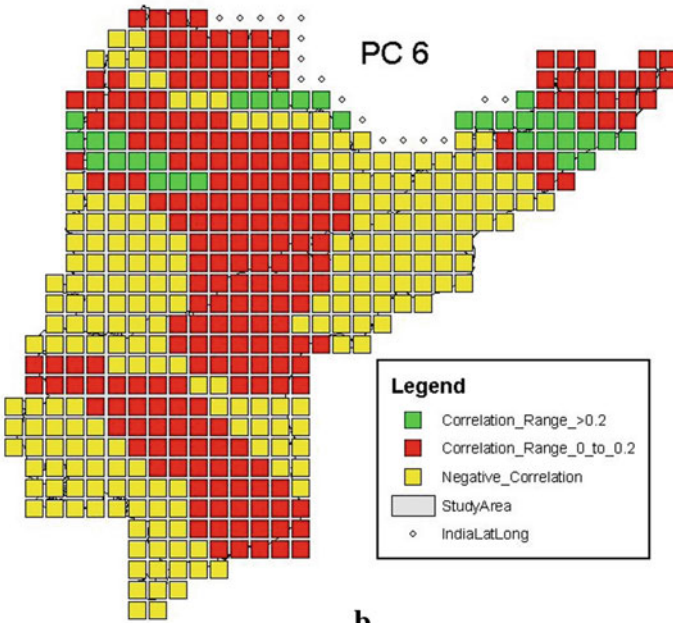 PC 6
Legend
Correlation_Range_>0.2
Correlation_Range_0_to_0.2
Negative_Correlation
StudyArea
IndiaLatLong
b